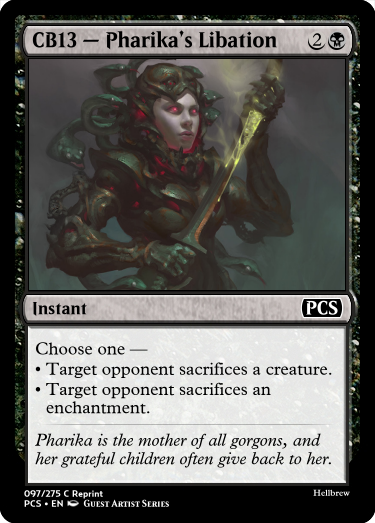 CB13 — Pharika's Libation 2
Instant PCS
Choose one —
• Target opponent sacrifices a creature.
• Target opponent sacrifices an
enchantment.
Pharika is the mother of all gorgons, and
her grateful children often give back to her.
097/275 C Reprint Hellbrew
PCS • EN Guest Artist Series